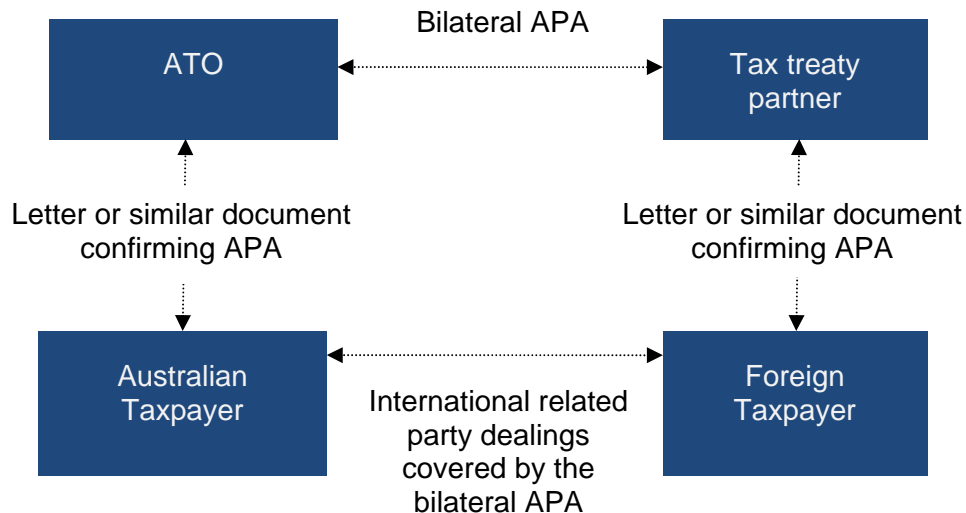 Bilateral APA
ATO
Tax treaty
partner
Letter or similar document
confirming APA
Letter or similar document
confirming APA
Australian
Taxpayer
Foreign
Taxpayer
International related
party dealings
covered by the
bilateral APA